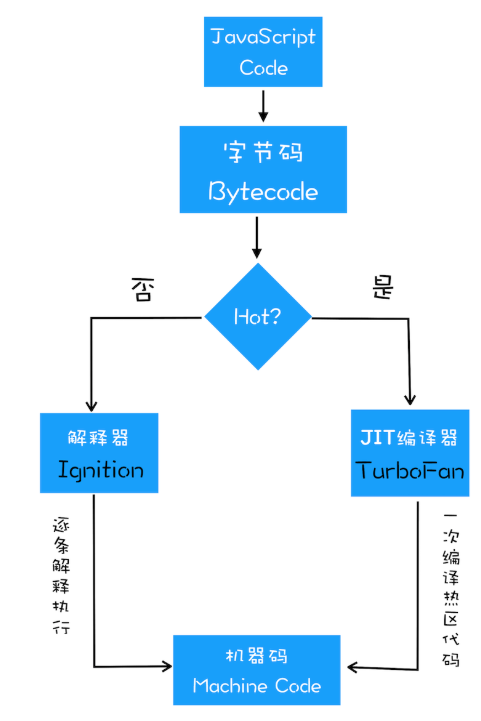 JavaScript
Code
字节码
Bytecode
否
是
Hot?
解释器
Ignition
JIT编译器
TurboFan
逐条解释执行
一次编译热区代码
机器码
Machine Code